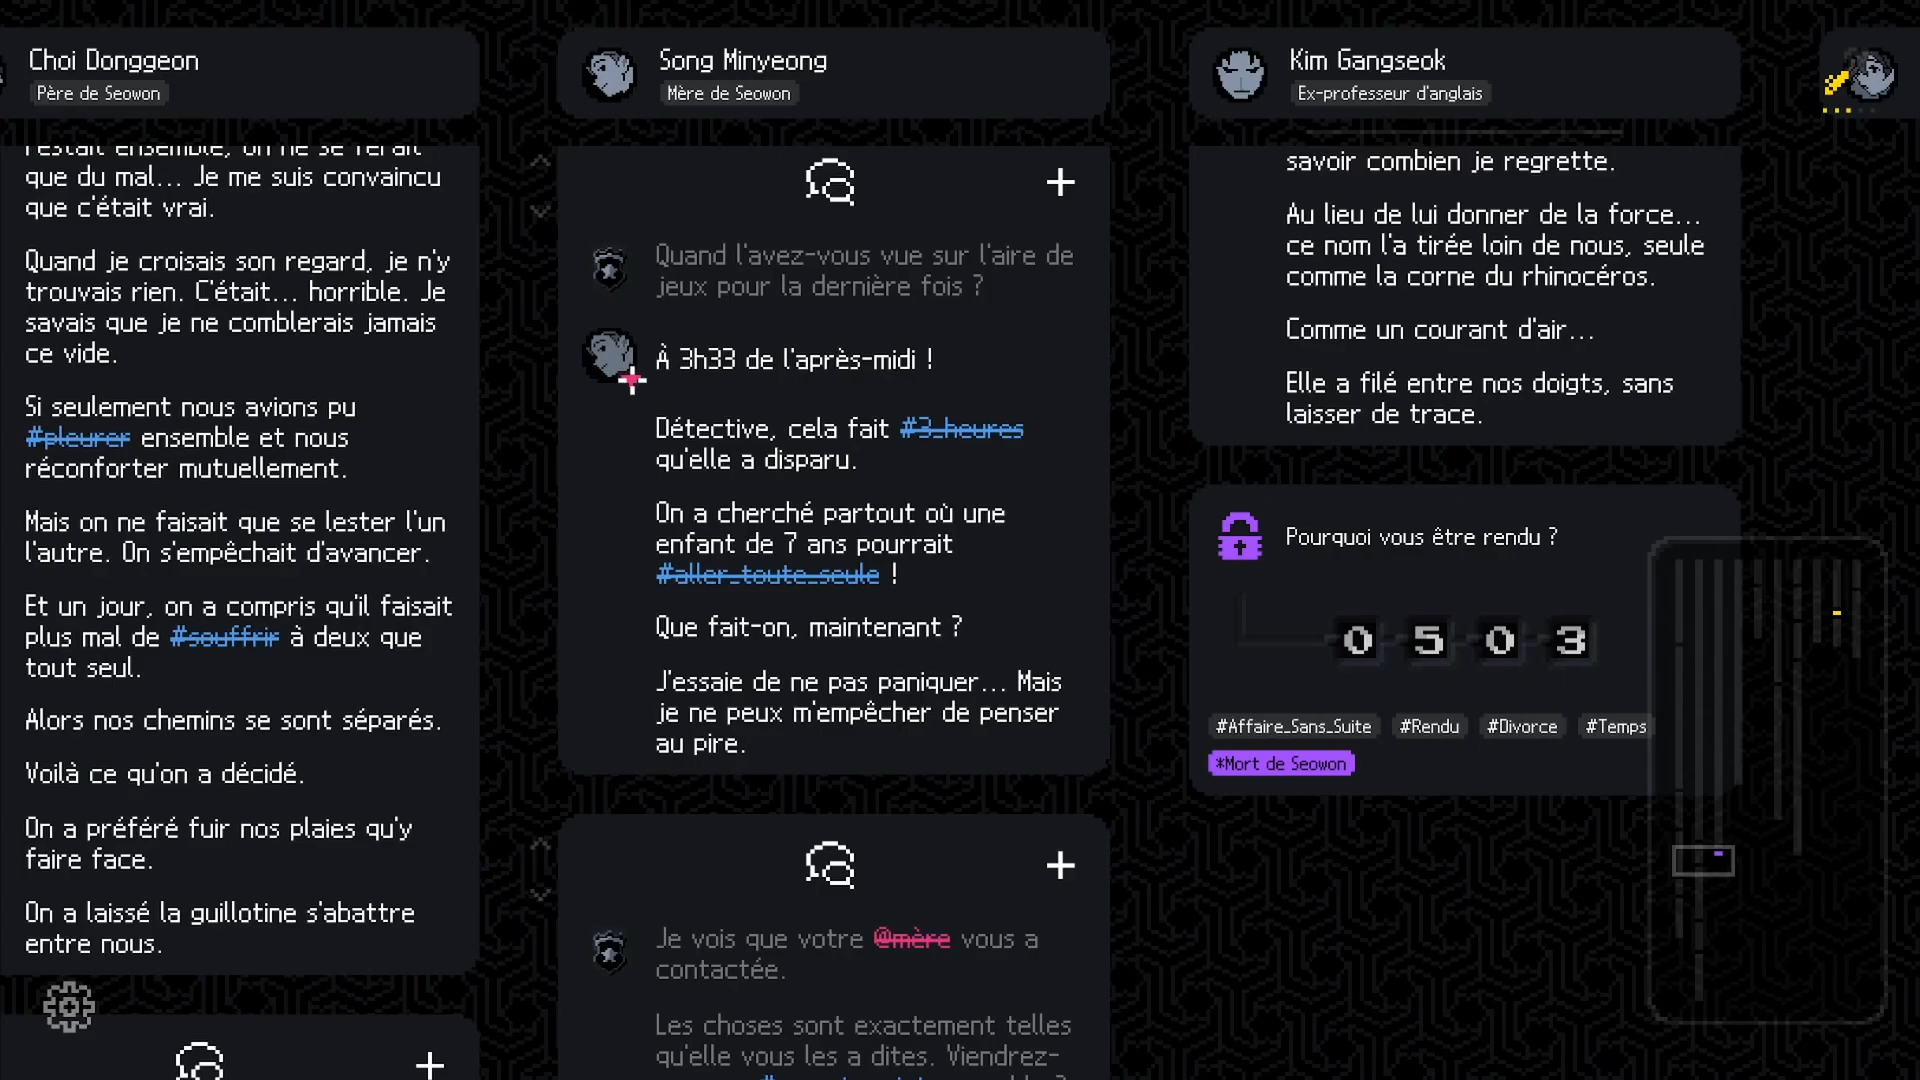 Choi Donggeon
Père de Seowon
que du mal... Je me suis convaincu
que c'était vrai.
Quand je croisais son regard, je n'y
trouvais rien. C'était... horrible. Je
savais que je ne comblerais jamais
ce vide.
Si seulement nous avions pu
#pleurer ensemble et nous
réconforter mutuellement.
Mais on ne faisait que se lester l'un
l'autre. On s'empêchait d'avancer.
Et un jour, on a compris qu'il faisait
plus mal de #souffrir à deux que
tout seul.
Alors nos chemins se sont séparés.
Voilà ce qu'on a décidé.
On a préféré fuir nos plaies qu'y
faire face.
On a laissé la guillotine s'abattre
entre nous.
Song Minyeong
Mère de Seowon
Quand l'avez-vous vue sur l'aire de
jeux pour la dernière fois ?
À 3h33 de l'après-midi !
Détective, cela fait #3_heures
qu'elle a disparu.
On a cherché partout où une
enfant de 7 ans pourrait
#aller_toute_seule !
Que fait-on, maintenant ?
J'essaie de ne pas paniquer... Mais
je ne peux m'empêcher de penser
au pire.
Je vois que votre @mère vous a
contactée.
Les choses sont exactement telles
qu'elle vous les a dites. Viendrez-
Kim Gangseok
Ex-professeur d'anglais
savoir combien je regrette.
Au lieu de lui donner de la force...
ce nom l'a tirée loin de nous, seule
comme la corne du rhinocéros.
Comme un courant d'air...
Elle a filé entre nos doigts, sans
laisser de trace.
Pourquoi vous être rendu ?
0 5 0 3
#Affaire_Sans_Suite #Rendu #Divorce #Temps
*Mort de Seowon